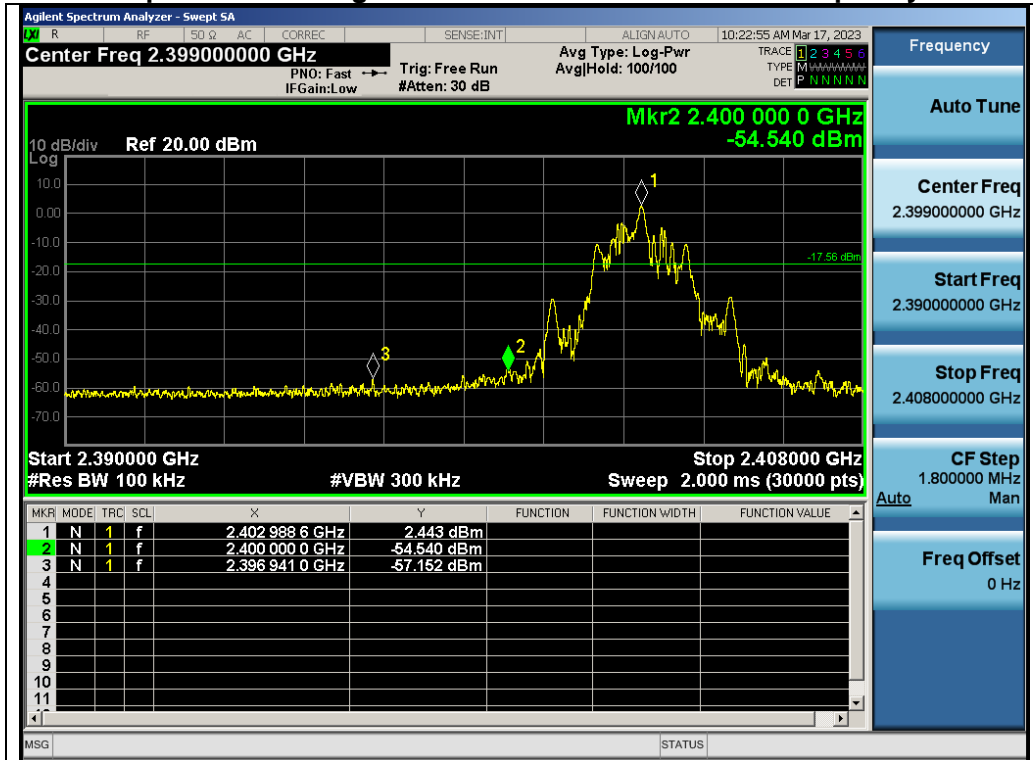 Agilent Spectrum Analyzer - Swept SA
LXI R RF 50 Ω AC CORREC SENSE:INT ALIGN AUTO 10:22:55 AM Mar 17, 2023
Center Freq 2.399000000 GHz
PNO: Fast
IFGain:Low
Trig: Free Run
#Atten: 30 dB
Avg Type: Log-Pwr
Avg|Hold: 100/100
TRACE 1 2 3 4 5 6
TYPE M WWWWW
DET P N N N N N
Mkr2 2.400 000 0 GHz
-54.540 dBm
10 dB/div Ref 20.00 dBm
Log
10.0
0.00
-10.0
-20.0
-30.0
-40.0
-50.0
-60.0
-70.0
1
2
3
-17.56 dBm
Start 2.390000 GHz Stop 2.408000 GHz
#Res BW 100 kHz #VBW 300 kHz Sweep 2.000 ms (30000 pts)
MKR MODE TRC SCL X Y FUNCTION FUNCTION WIDTH FUNCTION VALUE
1 N 1 f 2.402 988 6 GHz 2.443 dBm
2 N 1 f 2.400 000 0 GHz -54.540 dBm
3 N 1 f 2.396 941 0 GHz -57.152 dBm
4
5
6
7
8
9
10
11
MSG STATUS
Frequency
Auto Tune
Center Freq
2.399000000 GHz
Start Freq
2.390000000 GHz
Stop Freq
2.408000000 GHz
CF Step
1.800000 MHz
Auto Man
Freq Offset
0 Hz